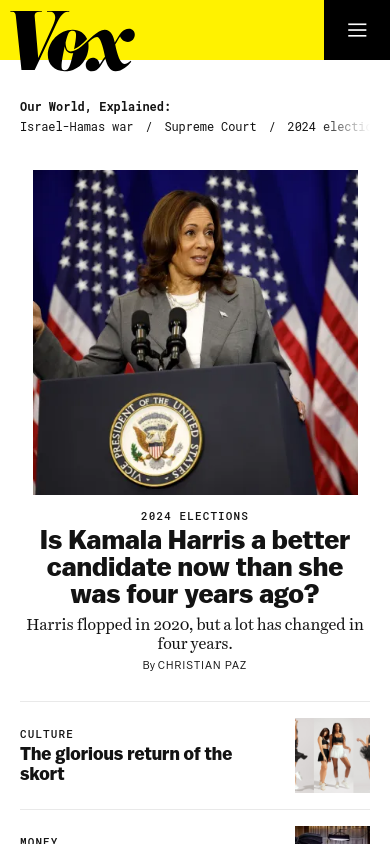 Vox
Our World, Explained:
Israel-Hamas war / Supreme Court / 2024 electi
VICE PRESIDENT OF THE UNITED STATES
2024 ELECTIONS
Is Kamala Harris a better
candidate now than she
was four years ago?
Harris flopped in 2020, but a lot has changed in
four years.
By CHRISTIAN PAZ
CULTURE
The glorious return of the
skort
MONEY